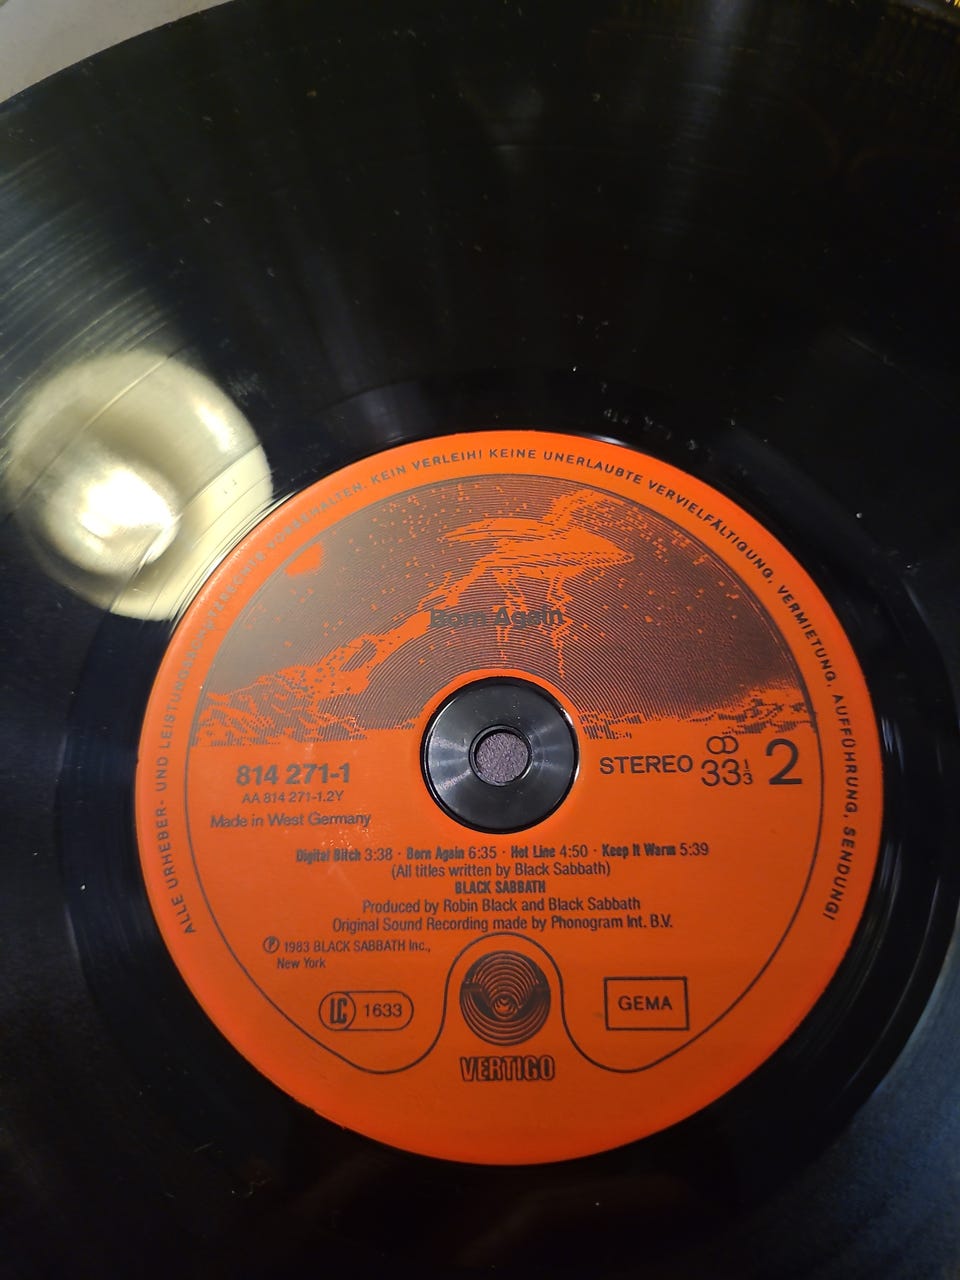 ALLE URHEBER- UND LEISTUNGSSCHUTZRECHTE VORBEHALTEN. KEIN VERLEIH! KEINE UNERLAUBTE VERVIELFÄLTIGUNG, VERMIETUNG, AUFFÜHRUNG, SENDUNG!
Born Again
814 271-1
AA 814 271-1.2Y
Made in West Germany
STEREO 33 1/3 2
Digital Bitch 3:38 · Born Again 6:35 · Hot Line 4:50 · Keep It Warm 5:39
(All titles written by Black Sabbath)
BLACK SABBATH
Produced by Robin Black and Black Sabbath
Original Sound Recording made by Phonogram Int. B.V.
℗ 1983 BLACK SABBATH Inc.,
New York
LC 1633
GEMA
VERTIGO